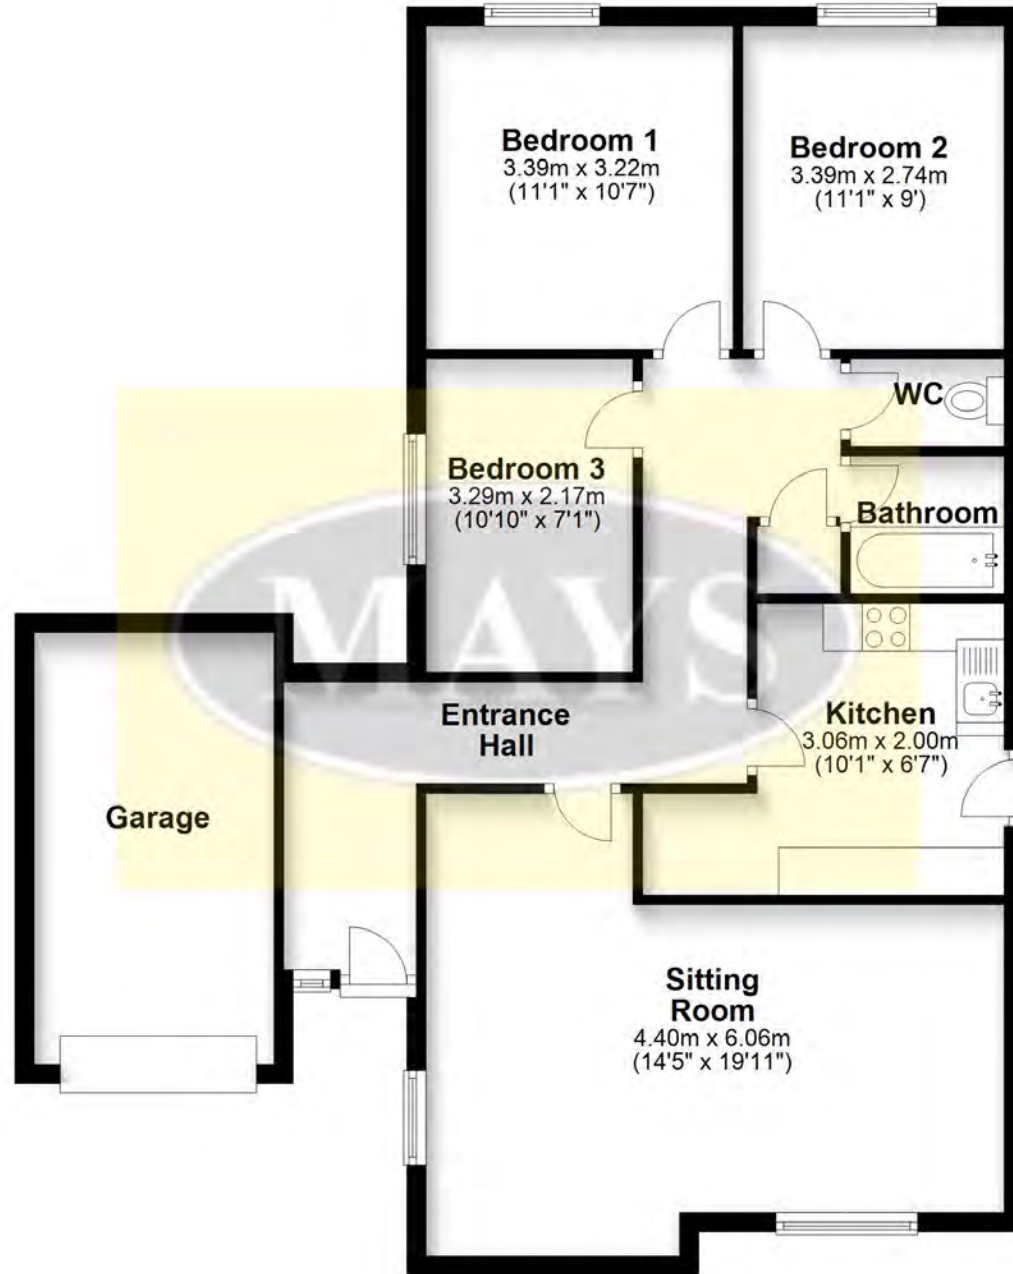 Bedroom 1
3.39m x 3.22m
(11'1" x 10'7")
Bedroom 2
3.39m x 2.74m
(11'1" x 9')
WC
Bedroom 3
3.29m x 2.17m
(10'10" x 7'1")
Bathroom
MAYS
Entrance
Hall
Kitchen
3.06m x 2.00m
(10'1" x 6'7")
Garage
Sitting
Room
4.40m x 6.06m
(14'5" x 19'11")